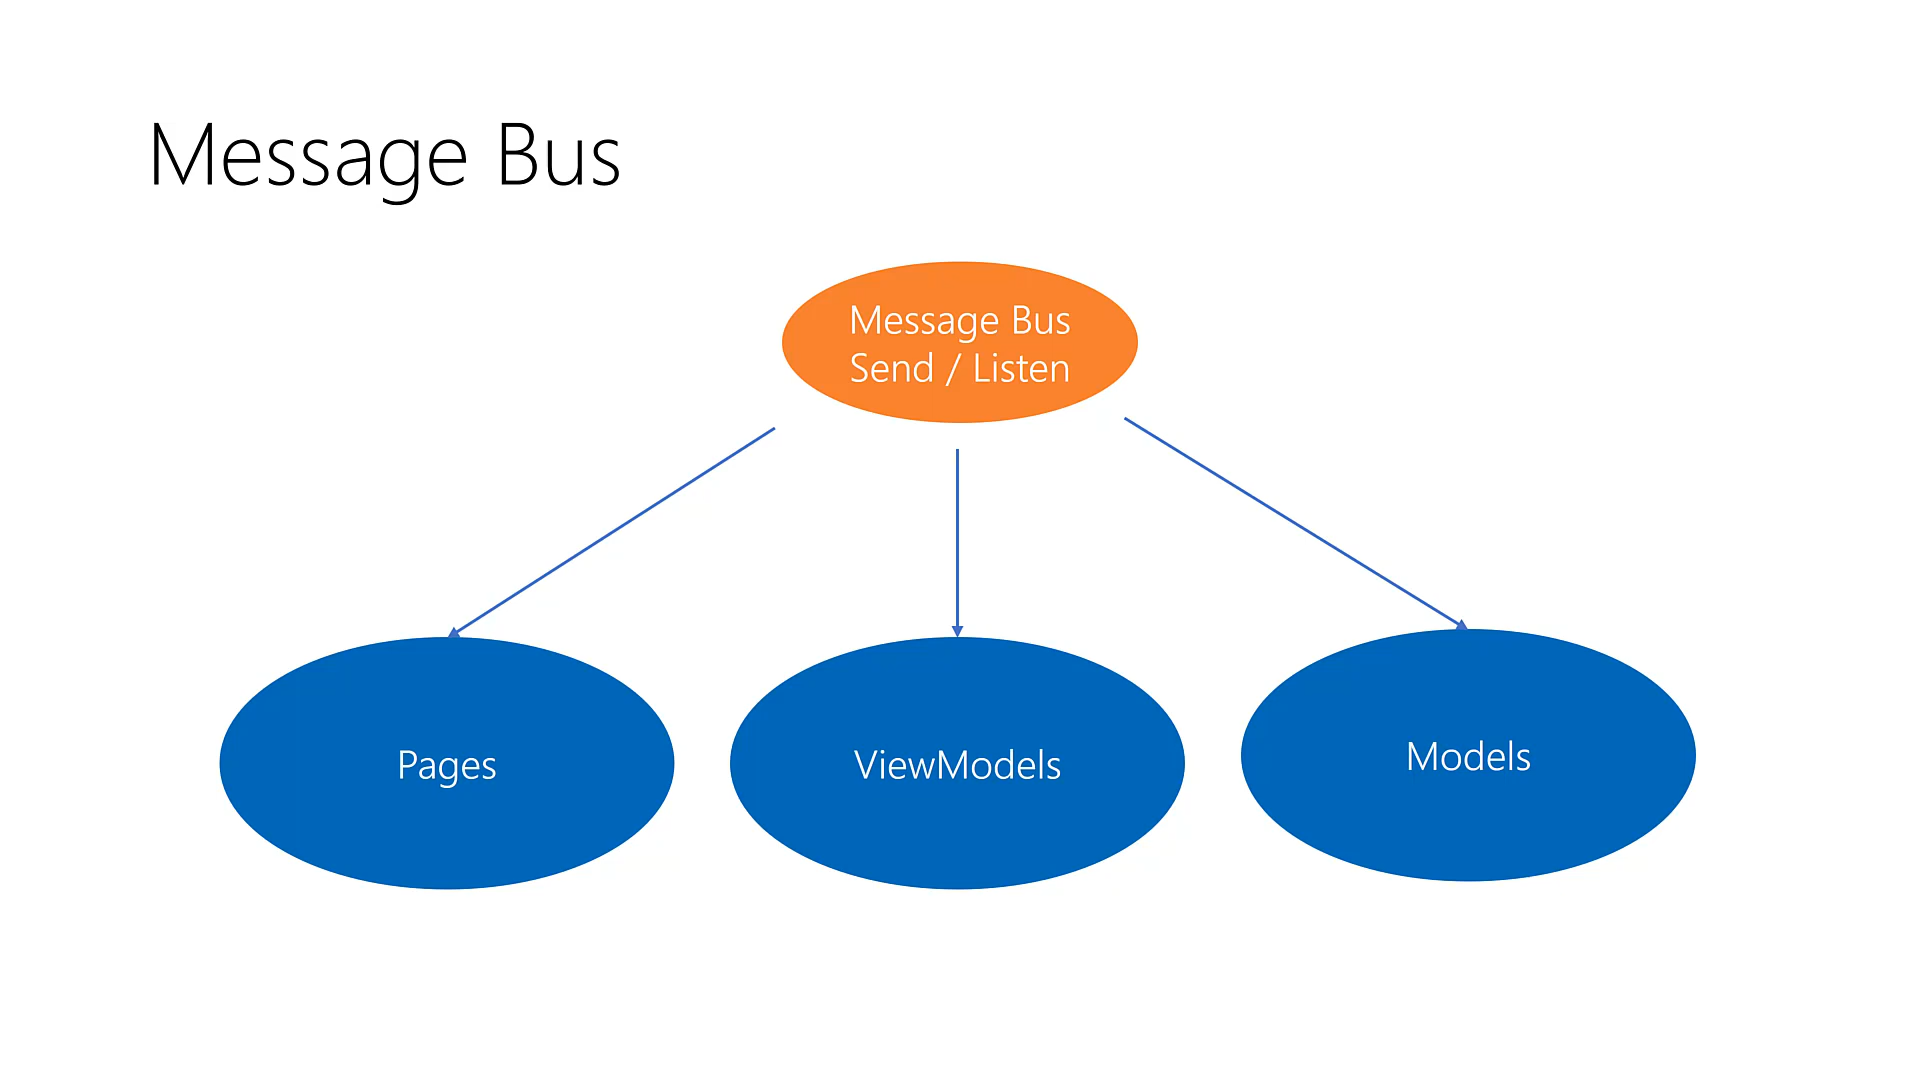 Message Bus
Message Bus
Send / Listen
Pages
ViewModels
Models